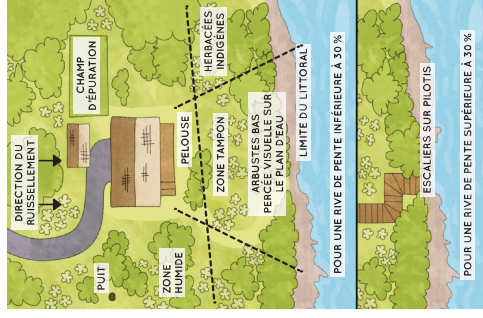 DIRECTION DU
RUISSELLEMENT
CHAMP
D'ÉPURATION
PUIT
ZONE
HUMIDE
PELOUSE
HERBACÉES
INDIGÈNES
ZONE TAMPON
ARBUSTES BAS
PERCÉE VISUELLE SUR
LE PLAN D'EAU
LIMITE DU LITTORAL
POUR UNE RIVE DE PENTE INFÉRIEURE À 30 %
ESCALIERS SUR PILOTIS
POUR UNE RIVE DE PENTE SUPÉRIEURE À 30 %